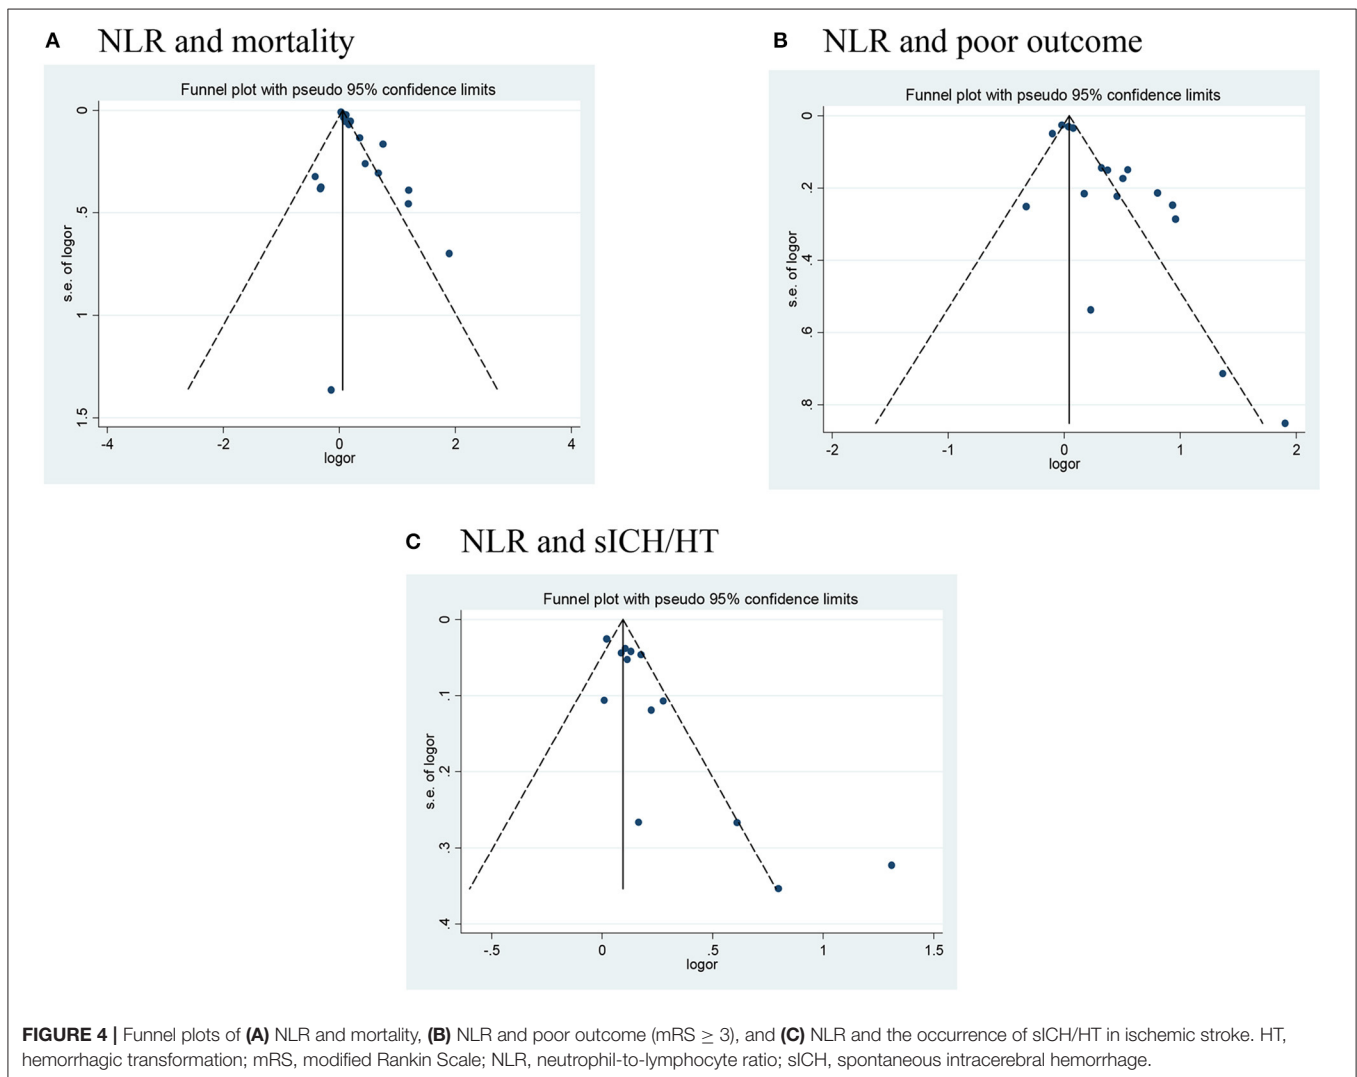 A NLR and mortality
Funnel plot with pseudo 95% confidence limits
0
.5
1
1.5
s.e. of logor
-4 -2 0 2 4
logor
B NLR and poor outcome
Funnel plot with pseudo 95% confidence limits
0
.2
.4
.6
.8
s.e. of logor
-2 -1 0 1 2
logor
C NLR and sICH/HT
Funnel plot with pseudo 95% confidence limits
0
.1
.2
.3
.4
s.e. of logor
-.5 0 .5 1 1.5
logor
FIGURE 4 | Funnel plots of (A) NLR and mortality, (B) NLR and poor outcome (mRS ≥ 3), and (C) NLR and the occurrence of sICH/HT in ischemic stroke. HT,
hemorrhagic transformation; mRS, modified Rankin Scale; NLR, neutrophil-to-lymphocyte ratio; sICH, spontaneous intracerebral hemorrhage.